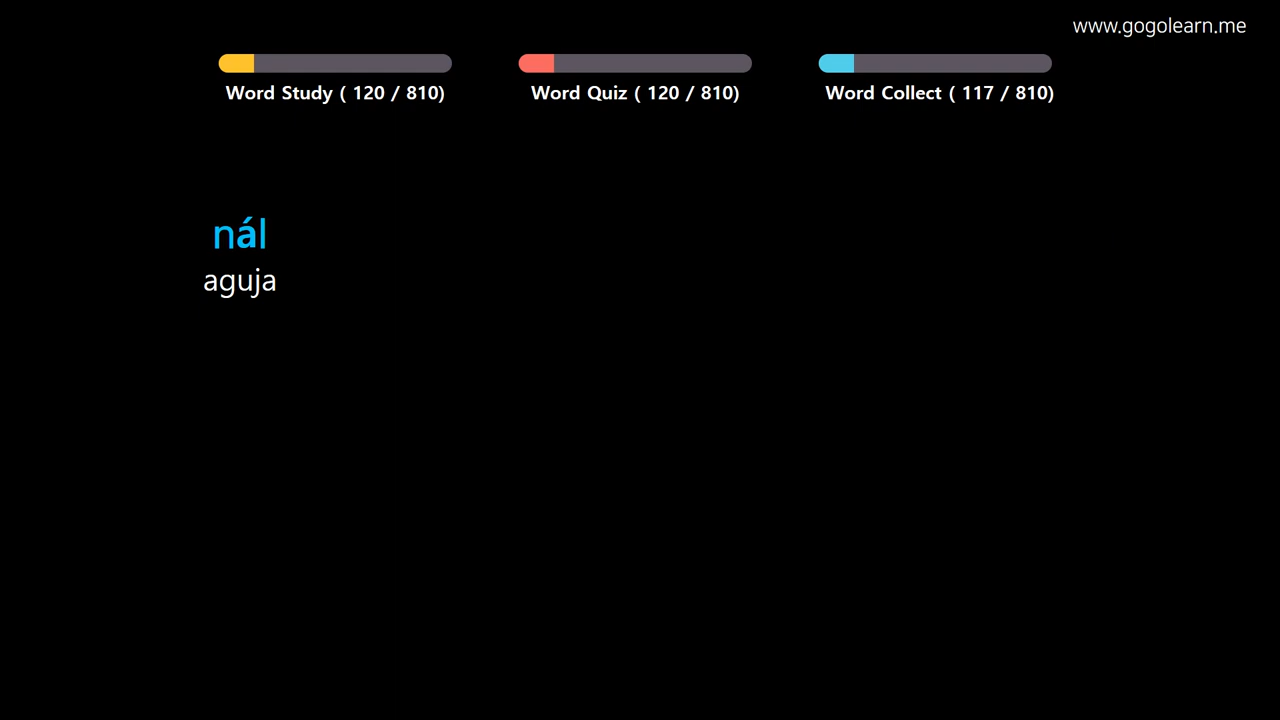 www.gogolearn.me
Word Study ( 120 / 810)
Word Quiz ( 120 / 810)
Word Collect ( 117 / 810)
nál
aguja